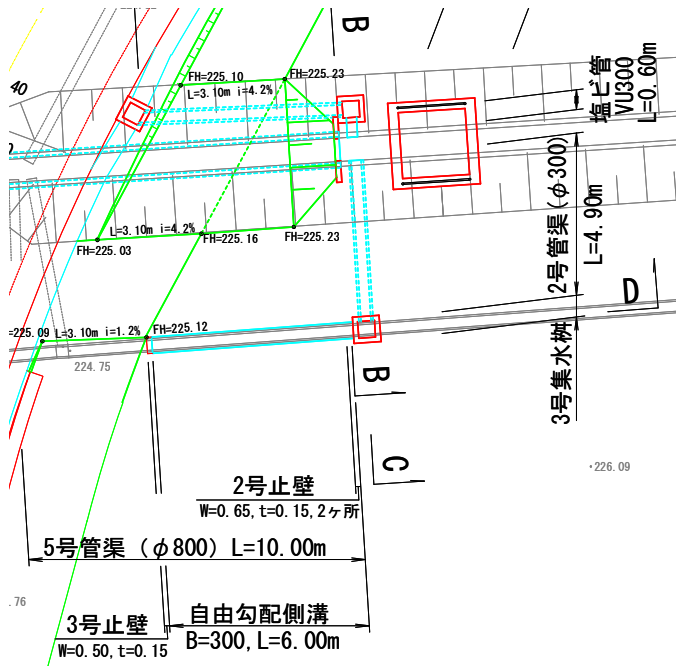 B
40
FH=225.10
FH=225.23
L=3.10m i=4.2%
塩ビ管
VU300
L=0.60m
2号管渠(φ300)
L=4.90m
L=3.10m i=4.2%
FH=225.03
FH=225.16
FH=225.23
D
=225.09
L=3.10m i=1.2%
FH=225.12
224.75
3号集水桝
B
C
226.09
2号止壁
W=0.65, t=0.15, 2ヶ所
5号管渠(φ800) L=10.00m
.76
3号止壁
W=0.50, t=0.15
自由勾配側溝
B=300, L=6.00m